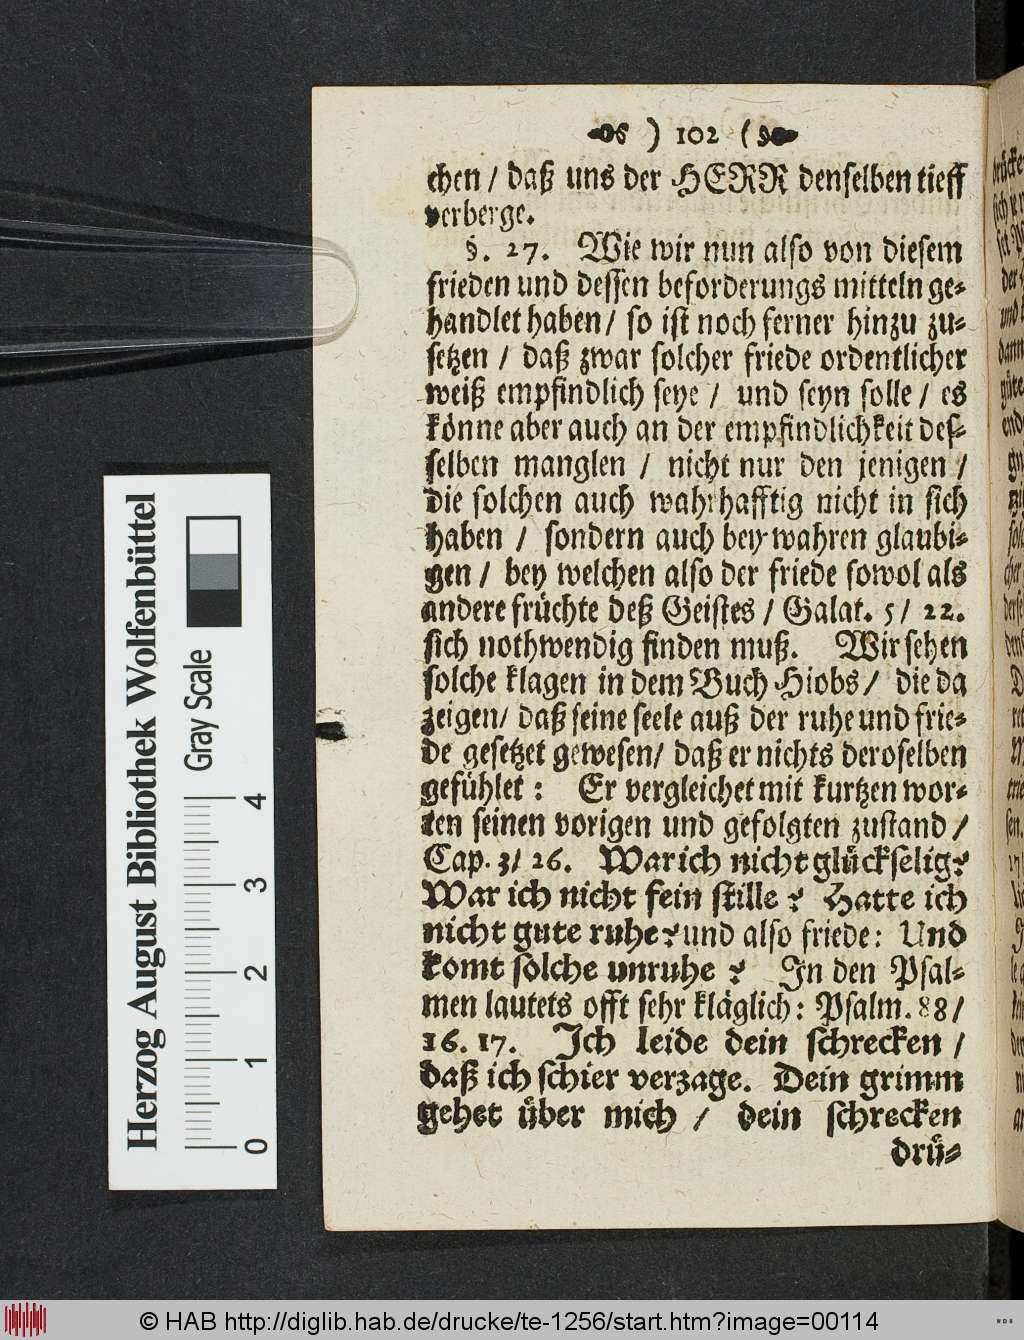 ) 102 (
chen / daß uns der HERR denselben tieff
verberge.
§. 27. Wie wir nun also von diesem
frieden und dessen beforderungs mitteln ge-
handlet haben / so ist noch ferner hinzu zu-
setzen / daß zwar solcher friede ordentlicher
weiß empfindlich seye / und seyn solle / es
könne aber auch an der empfindlichkeit des-
selben manglen / nicht nur den jenigen /
die solchen auch wahrhafftig nicht in sich
haben / sondern auch bey wahren glaubi-
gen / bey welchen also der friede sowol als
andere früchte deß Geistes / Galat. 5 / 22.
sich nothwendig finden muß. Wir sehen
solche klagen in dem Buch Hiobs / die da
zeigen / daß seine seele auß der ruhe und frie-
de gesetzet gewesen / daß er nichts deroselben
gefühlet : Er vergleichet mit kurtzen wor-
ten seinen vorigen und gefolgten zustand /
Cap. 3 / 26. War ich nicht glückselig?
War ich nicht fein stille ? Hatte ich
nicht gute ruhe? und also friede: Und
komt solche unruhe ? In den Psal-
men lautets offt sehr kläglich : Psalm. 88 /
16. 17. Ich leide dein schrecken /
daß ich schier verzage. Dein grimm
gehet über mich / dein schrecken
drü-
Herzog August Bibliothek Wolfenbüttel
Gray Scale
0 1 2 3 4
© HAB http://diglib.hab.de/drucke/te-1256/start.htm?image=00114